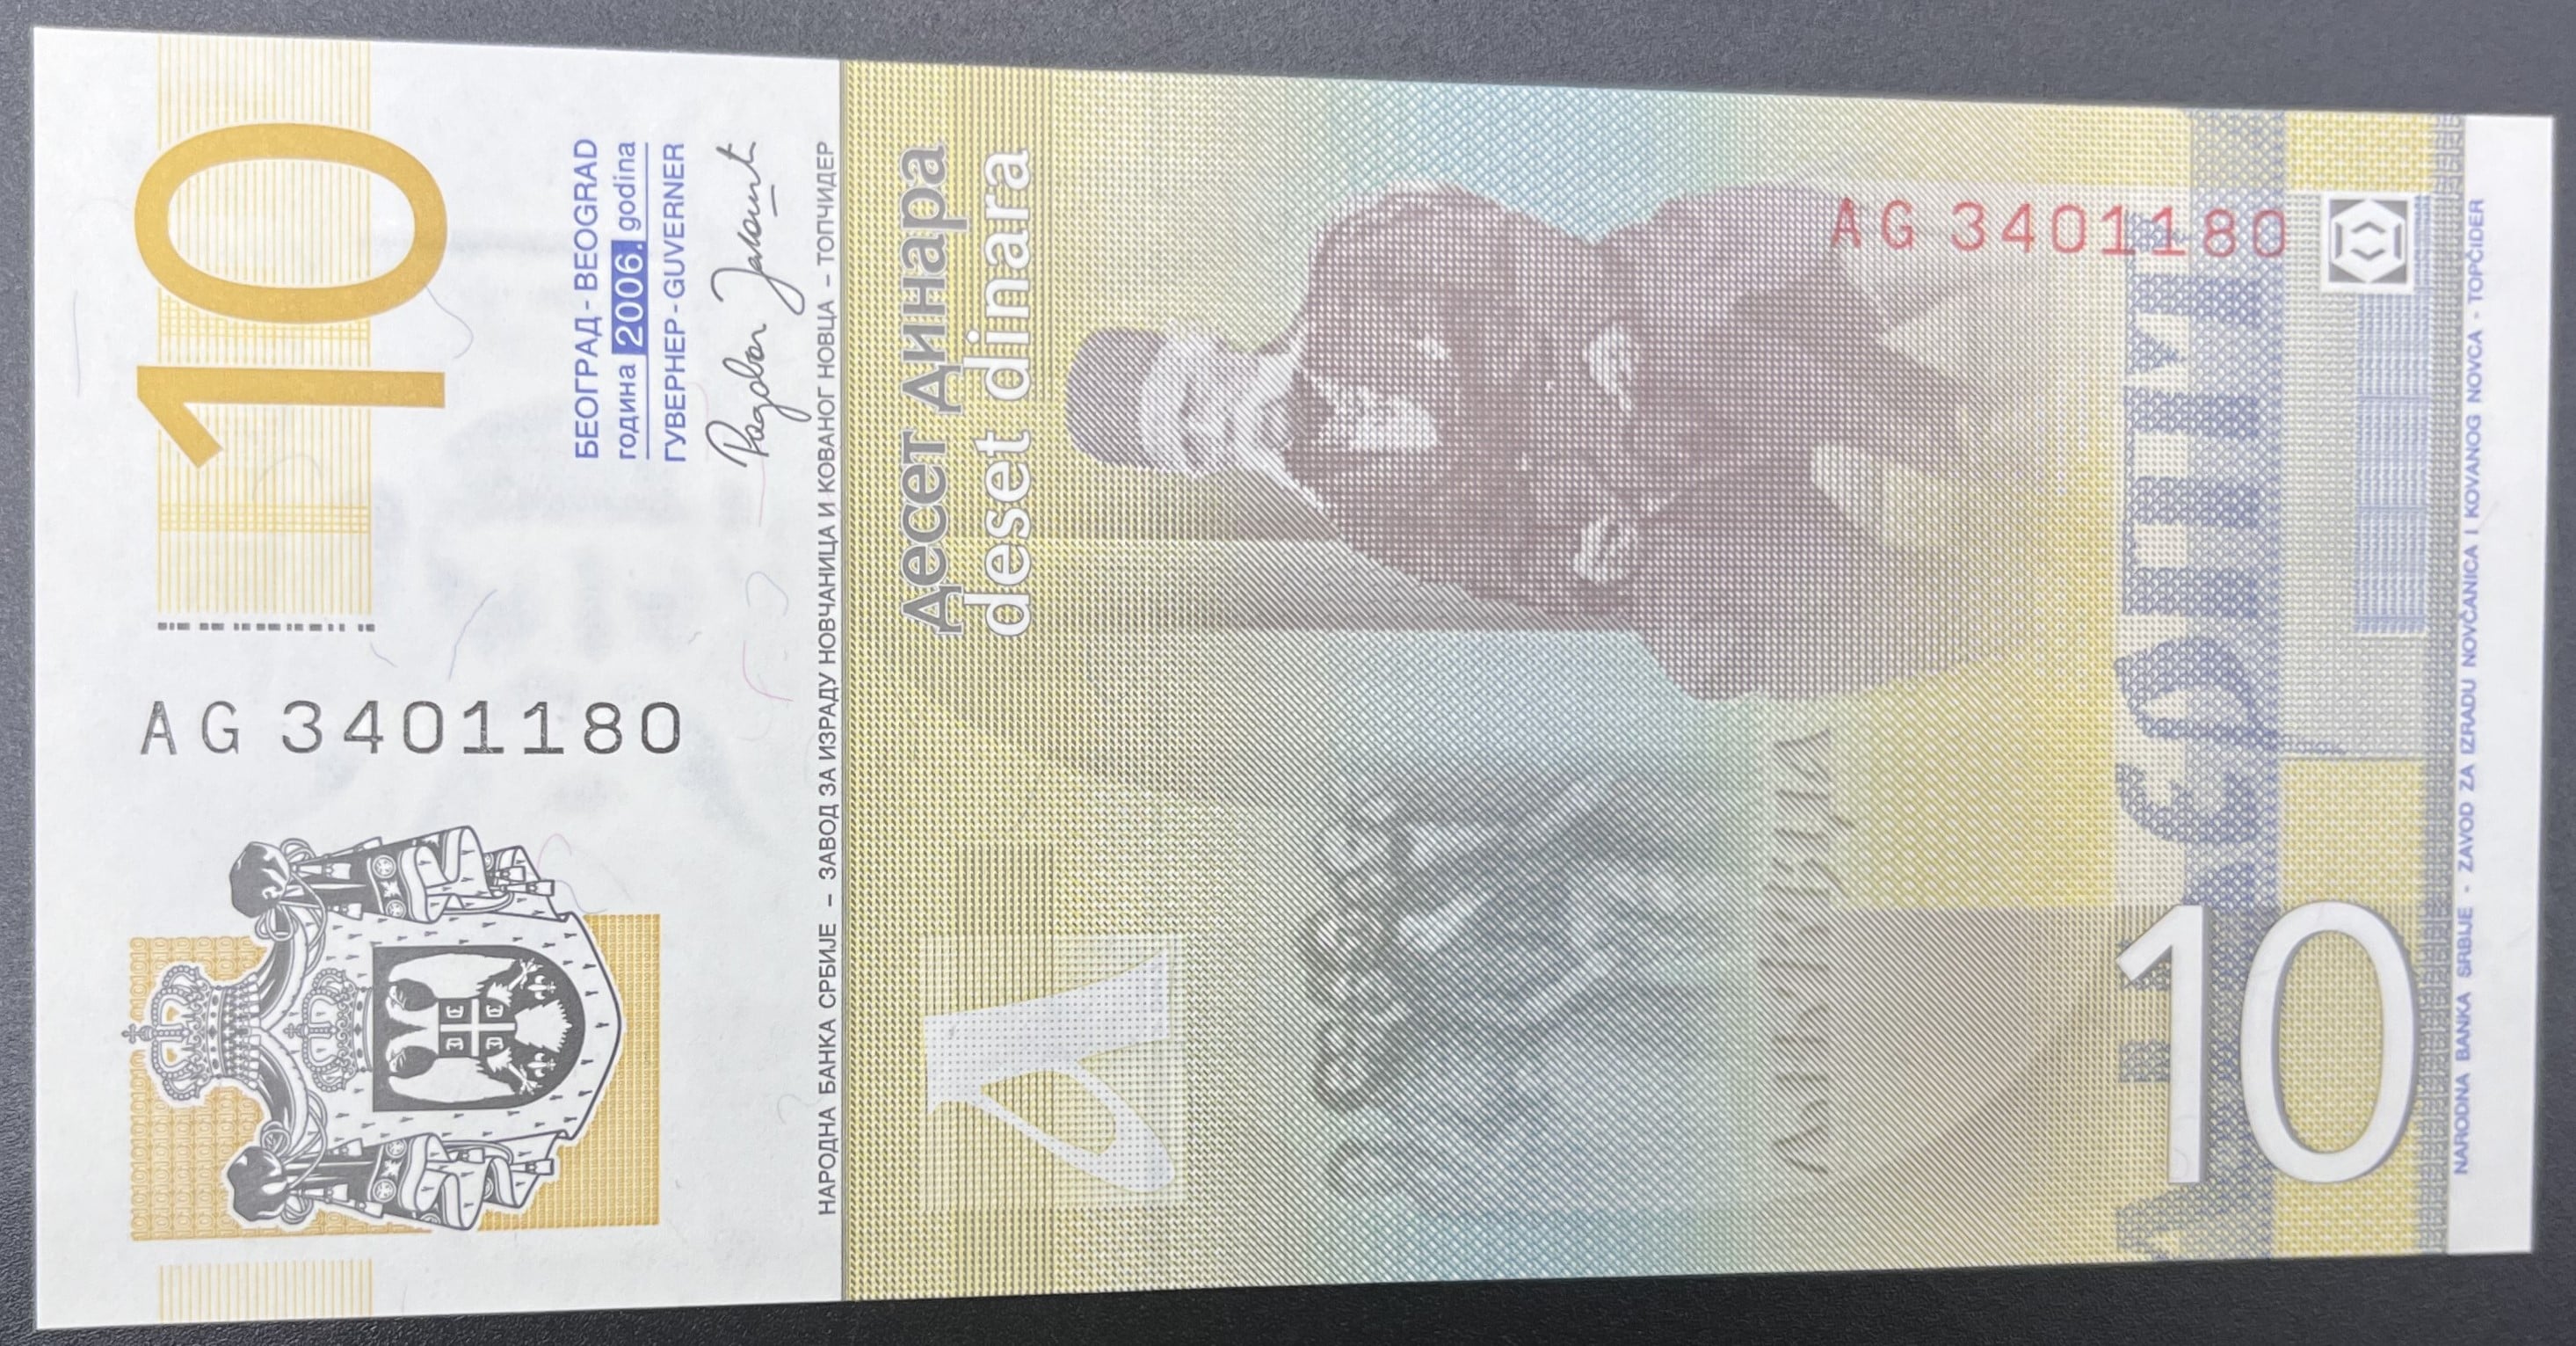 10
БЕОГРАД - BEOGRAD
година 2006. godina
ГУВЕРНЕР - GUVERNER
AG 3401180
НАРОДНА БАНКА СРБИЈЕ – ЗАВОД ЗА ИЗРАДУ НОВЧАНИЦА И КОВАНОГ НОВЦА – ТОПЧИДЕР
десет динара
deset dinara
AG 3401180
10
NARODNA BANKA SRBIJE - ZAVOD ZA IZRADU NOVČANICA I KOVANOG NOVCA - TOPČIDER